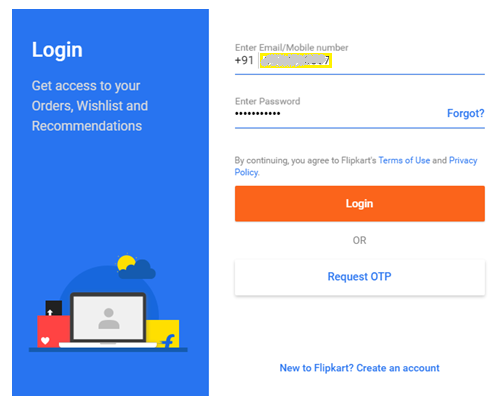 Login
Get access to your
Orders, Wishlist and
Recommendations
Enter Email/Mobile number
+91
Enter Password
•••••••••••
Forgot?
By continuing, you agree to Flipkart's Terms of Use and Privacy
Policy.
Login
OR
Request OTP
New to Flipkart? Create an account